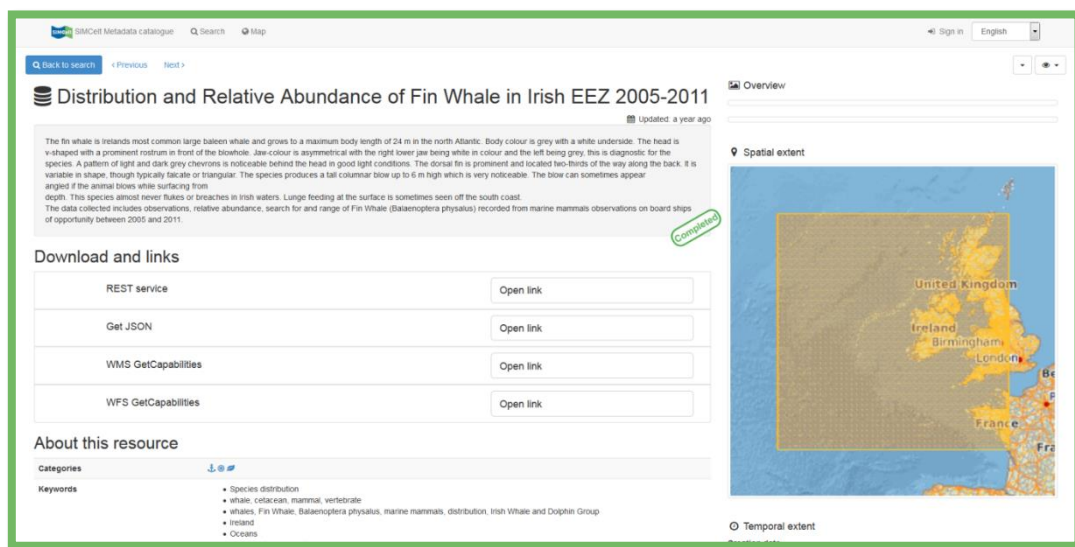 SIMCelt SIMCelt Metadata catalogue Search Map Sign in English
Back to search Previous Next
Distribution and Relative Abundance of Fin Whale in Irish EEZ 2005-2011
Updated: a year ago
The fin whale is Irelands most common large baleen whale and grows to a maximum body length of 24 m in the north Atlantic. Body colour is grey with a white underside. The head is
v-shaped with a prominent rostrum in front of the blowhole. Jaw-colour is asymmetrical with the right lower jaw being white in colour and the left being grey, this is diagnostic for the
species. A pattern of light and dark grey chevrons is noticeable behind the head in good light conditions. The dorsal fin is prominent and located two-thirds of the way along the back. It is
variable in shape, though typically falcate or triangular. The species produces a tall columnar blow up to 6 m high which is very noticeable. The blow can sometimes appear
angled if the animal blows while surfacing from
depth. This species almost never flukes or breaches in Irish waters. Lunge feeding at the surface is sometimes seen off the south coast.
The data collected includes observations, relative abundance, search for and range of Fin Whale (Balaenoptera physalus) recorded from marine mammals observations on board ships
of opportunity between 2005 and 2011.
Completed
Download and links
REST service Open link
Get JSON Open link
WMS GetCapabilities Open link
WFS GetCapabilities Open link
About this resource
Categories
Keywords
• Species distribution
• whale, cetacean, mammal, vertebrate
• whales, Fin Whale, Balaenoptera physalus, marine mammals, distribution, Irish Whale and Dolphin Group
• Ireland
• Oceans
Overview
Spatial extent
United Kingdom
Ireland
Birmingham
London
Be
P
France
Fra
Temporal extent